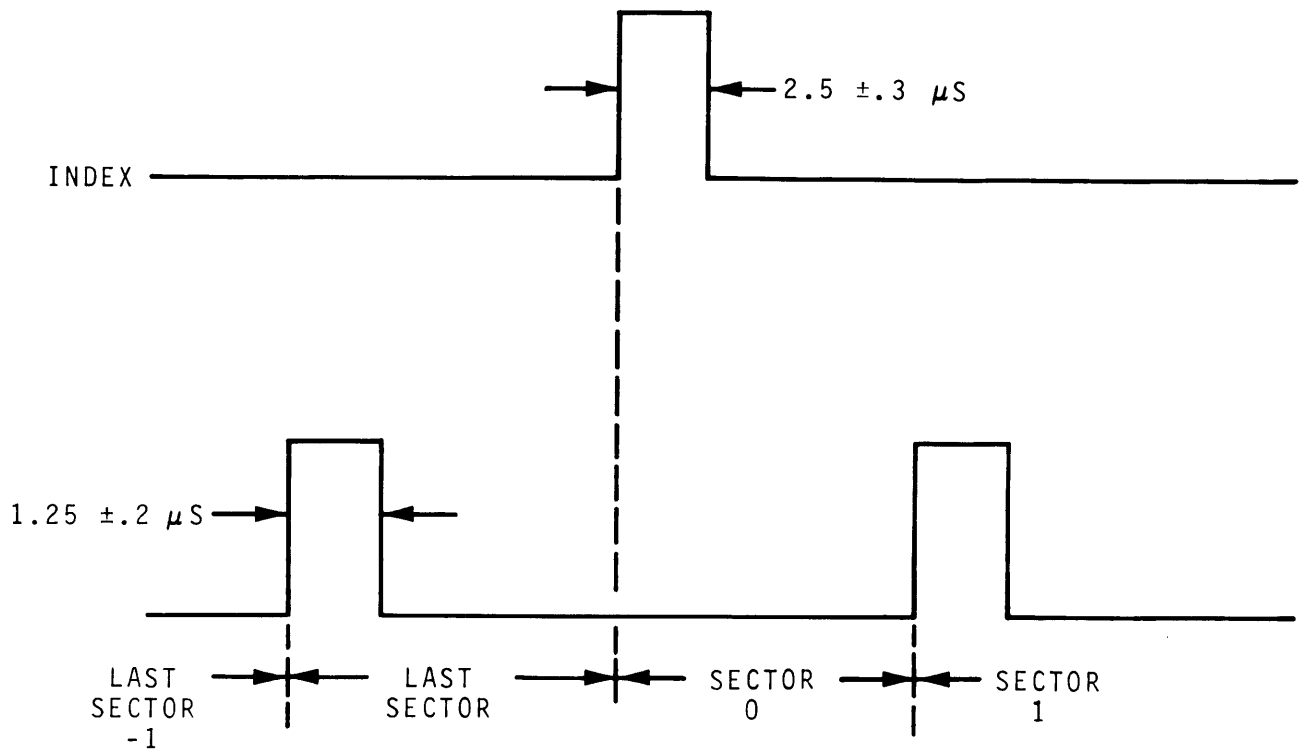 2.5 ±.3 μS
INDEX
1.25 ±.2 μS
LAST
SECTOR
-1
LAST
SECTOR
SECTOR
0
SECTOR
1